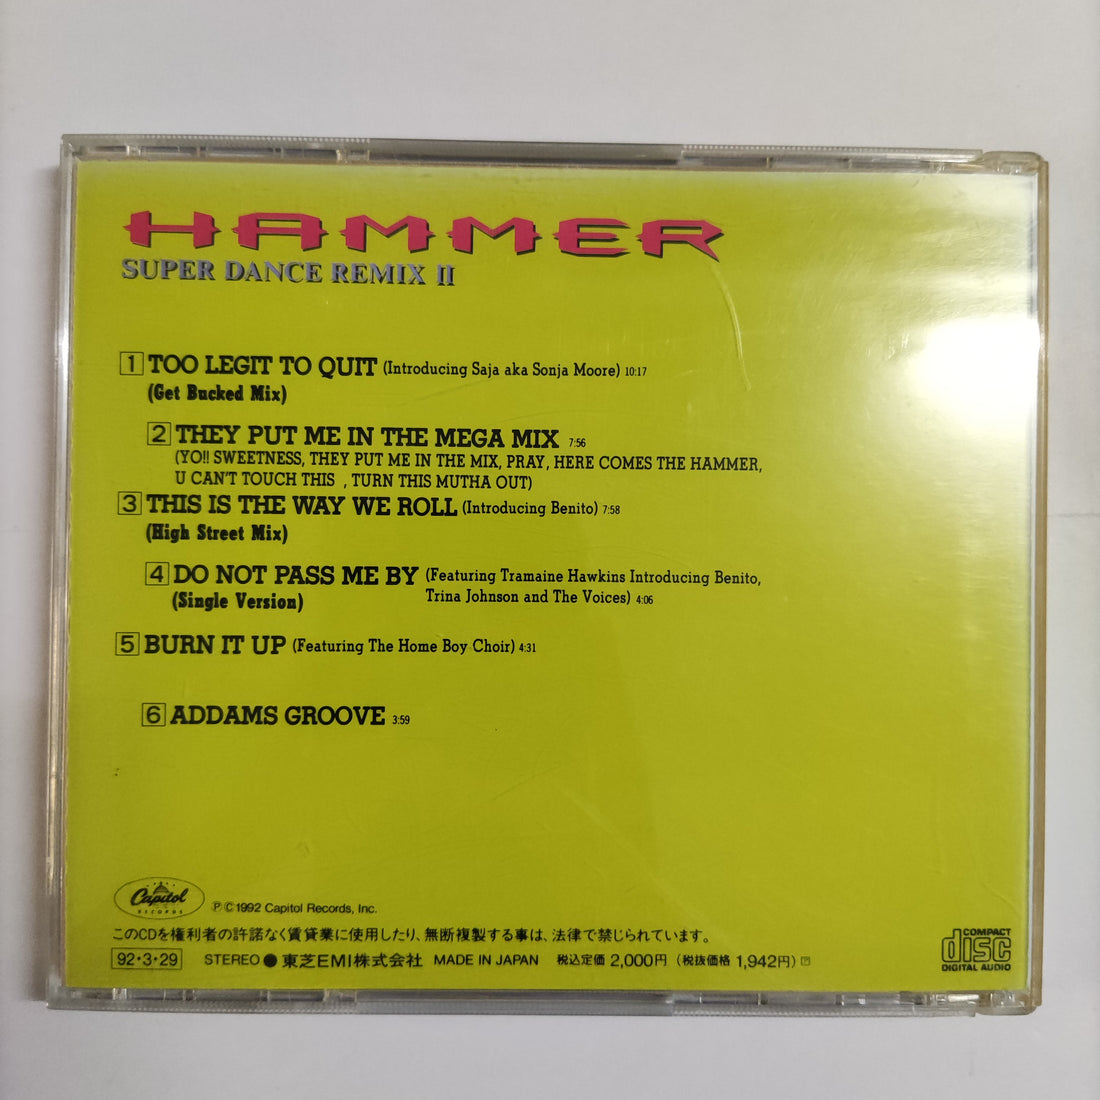 HAMMER
SUPER DANCE REMIX II
1 TOO LEGIT TO QUIT (Introducing Saja aka Sonja Moore) 10:17
(Get Bucked Mix)
2 THEY PUT ME IN THE MEGA MIX 7:56
(YO!! SWEETNESS, THEY PUT ME IN THE MIX, PRAY, HERE COMES THE HAMMER,
U CAN'T TOUCH THIS , TURN THIS MUTHA OUT)
3 THIS IS THE WAY WE ROLL (Introducing Benito) 7:58
(High Street Mix)
4 DO NOT PASS ME BY (Featuring Tramaine Hawkins Introducing Benito,
(Single Version) Trina Johnson and The Voices) 4:06
5 BURN IT UP (Featuring The Home Boy Choir) 4:31
6 ADDAMS GROOVE 3:59
Capitol
RECORDS
ⓅⒸ1992 Capitol Records, Inc.
このCDを権利者の許諾なく賃貸業に使用したり、無断複製する事は、法律で禁じられています。
92・3・29 STEREO ● 東芝EMI株式会社 MADE IN JAPAN 税込定価 2,000円 (税抜価格 1,942円)
COMPACT
disc
DIGITAL AUDIO